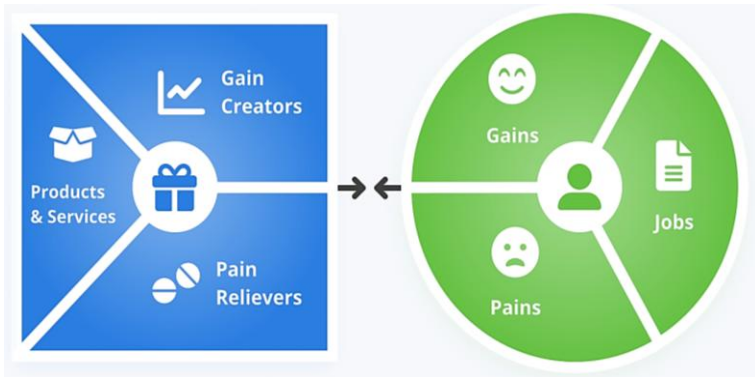 Gain
Creators
Products
& Services
Pain
Relievers
Gains
Jobs
Pains